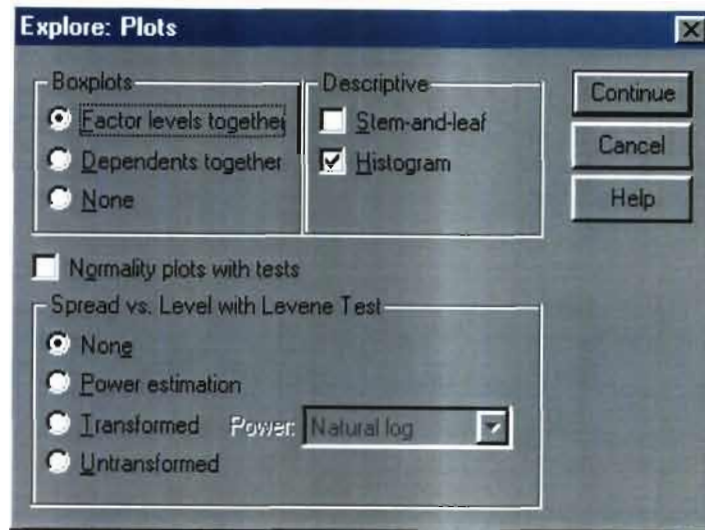 Explore: Plots
Boxplots
Factor levels together
Dependents together
None
Descriptive
Stem-and-leaf
Histogram
Continue
Cancel
Help
Normality plots with tests
Spread vs. Level with Levene Test
None
Power estimation
Transformed Power: Natural log
Untransformed